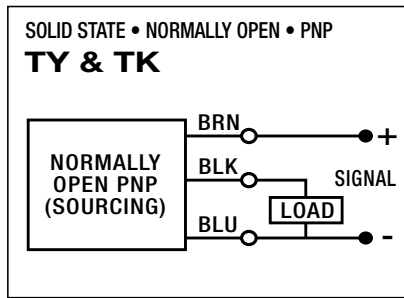 SOLID STATE • NORMALLY OPEN • PNP
TY & TK
BRN
+
NORMALLY
OPEN PNP
(SOURCING)
BLK
SIGNAL
LOAD
BLU
-